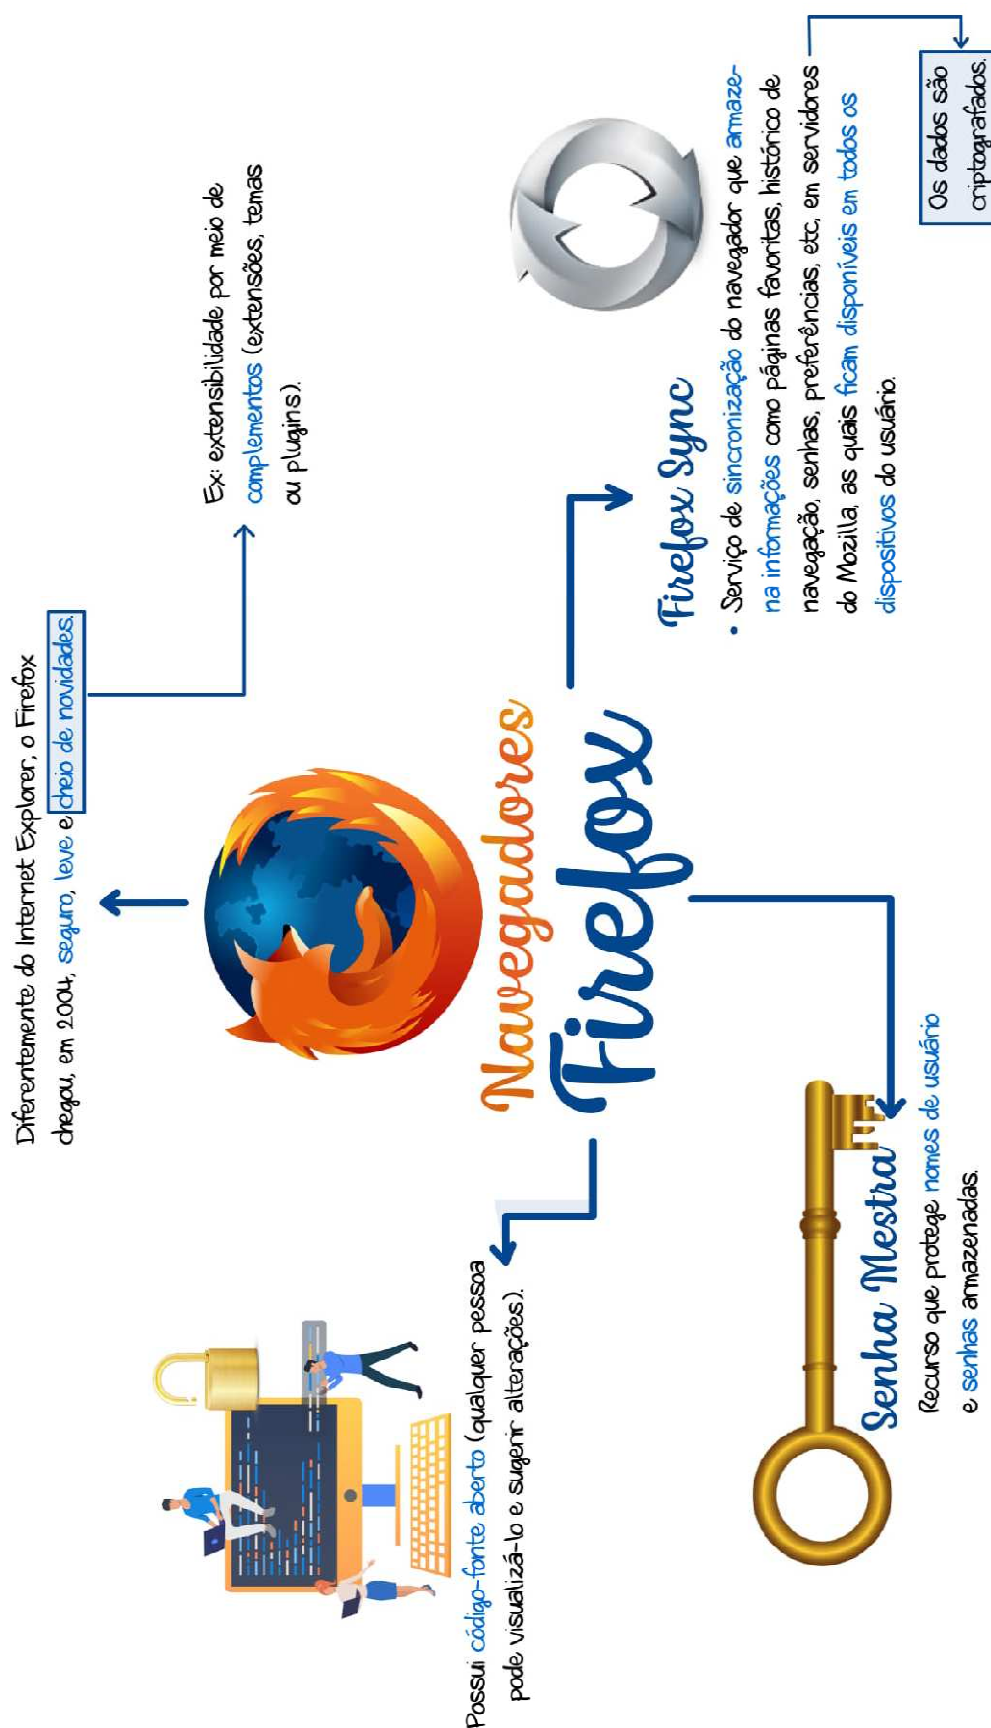 Diferentemente do Internet Explorer, o Firefox
chegou, em 2004, seguro, leve e cheio de novidades.
Ex: extensibilidade por meio de
complementos (extensões, temas
ou plugins).
Navegadores
Firefox
Possui código-fonte aberto (qualquer pessoa
pode visualizá-lo e sugerir alterações).
Firefox Sync
• Serviço de sincronização do navegador que armaze-
na informações como páginas favoritas, histórico de
navegação, senhas, preferências, etc, em servidores
do Mozilla, as quais ficam disponíveis em todos os
dispositivos do usuário.
Os dados são
criptografados.
Senha Mestra
Recurso que protege nomes de usuário
e senhas armazenadas.